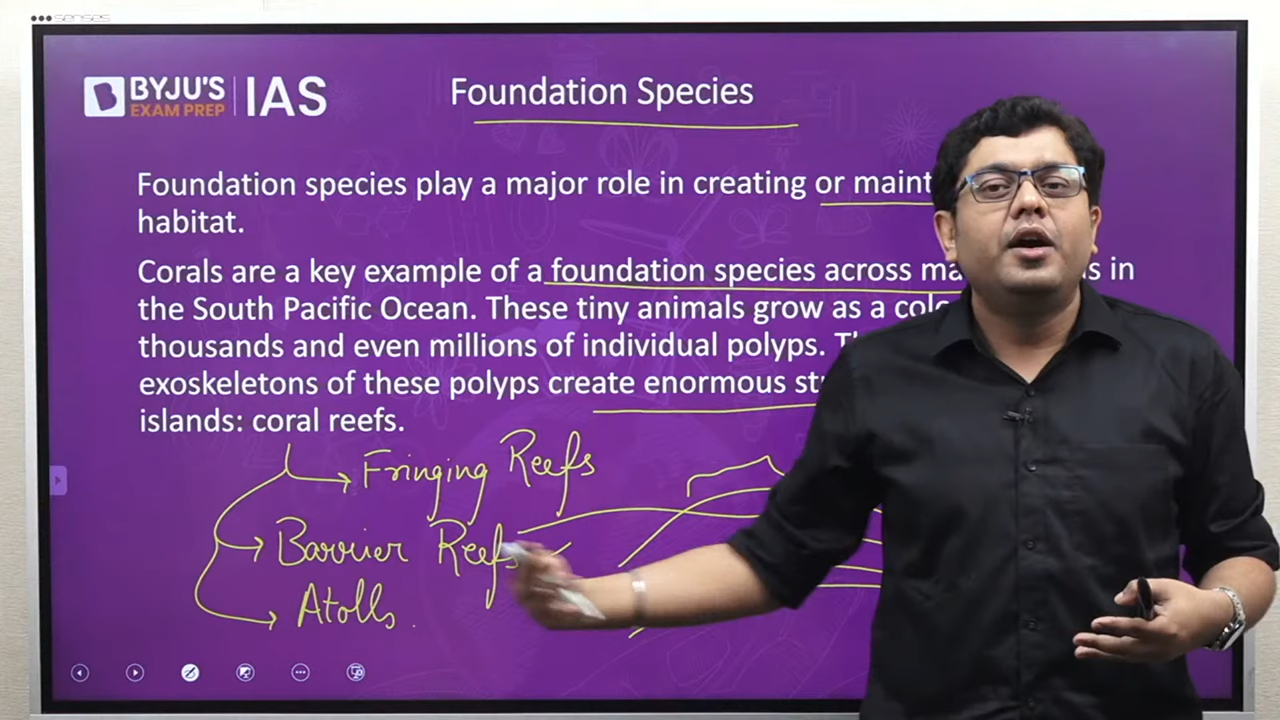 senses
BYJU'S
EXAM PREP
IAS
Foundation Species
Foundation species play a major role in creating or maint
habitat.
Corals are a key example of a foundation species across ma s in
the South Pacific Ocean. These tiny animals grow as a colo
thousands and even millions of individual polyps. Th
exoskeletons of these polyps create enormous st
islands: coral reefs.
Fringing Reefs
Barrier Reefs
Atolls.